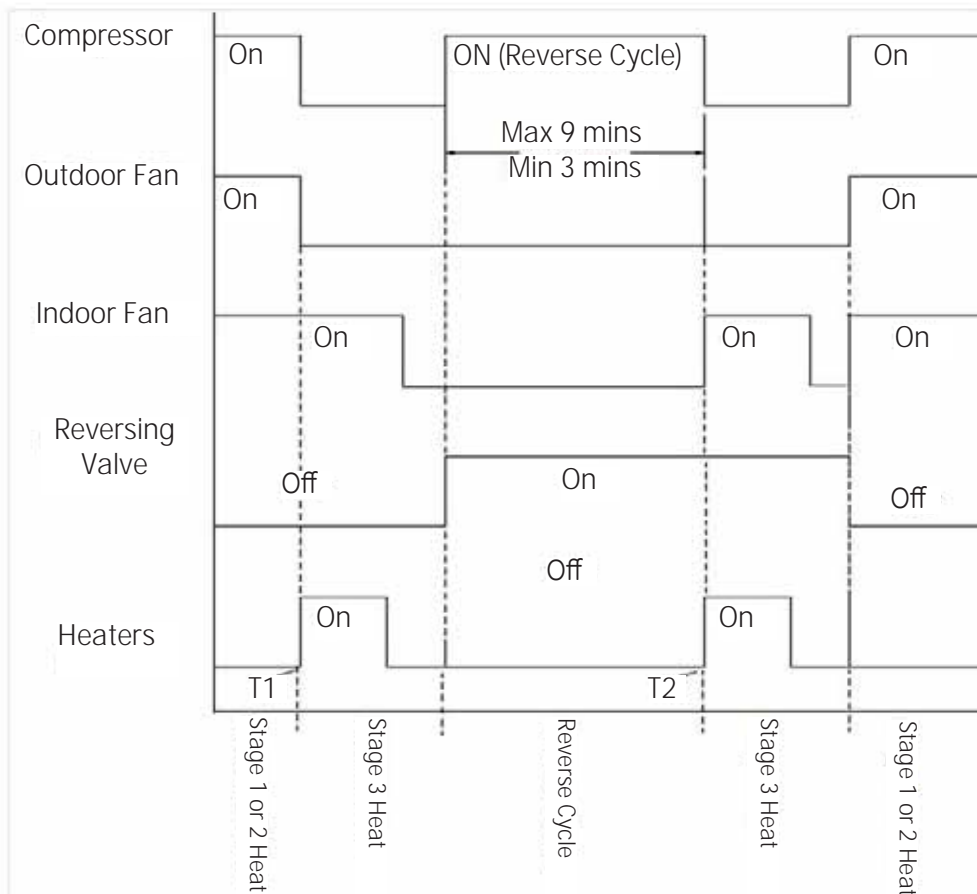 Compressor
On
ON (Reverse Cycle)
On
Max 9 mins
Min 3 mins
Outdoor Fan
On
On
Indoor Fan
On
On
On
Reversing
Valve
Off
On
Off
Off
Heaters
On
On
T1
T2
Stage 1 or 2 Heat
Stage 3 Heat
Reverse Cycle
Stage 3 Heat
Stage 1 or 2 Heat